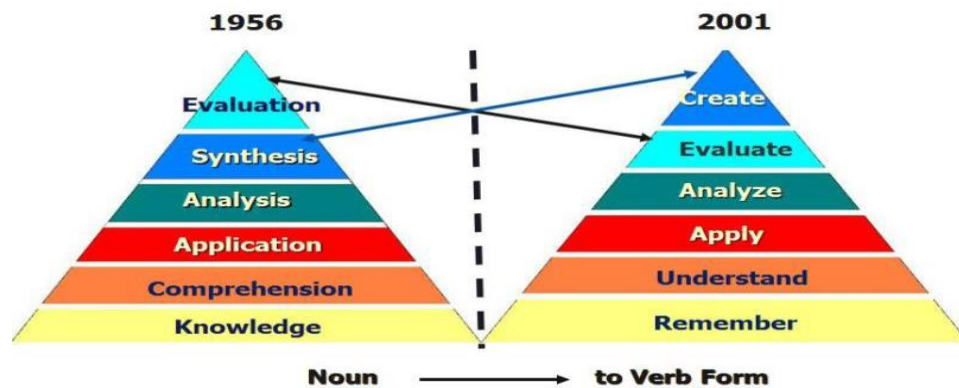 1956
2001
Evaluation
Synthesis
Analysis
Application
Comprehension
Knowledge
Create
Evaluate
Analyze
Apply
Understand
Remember
Noun to Verb Form